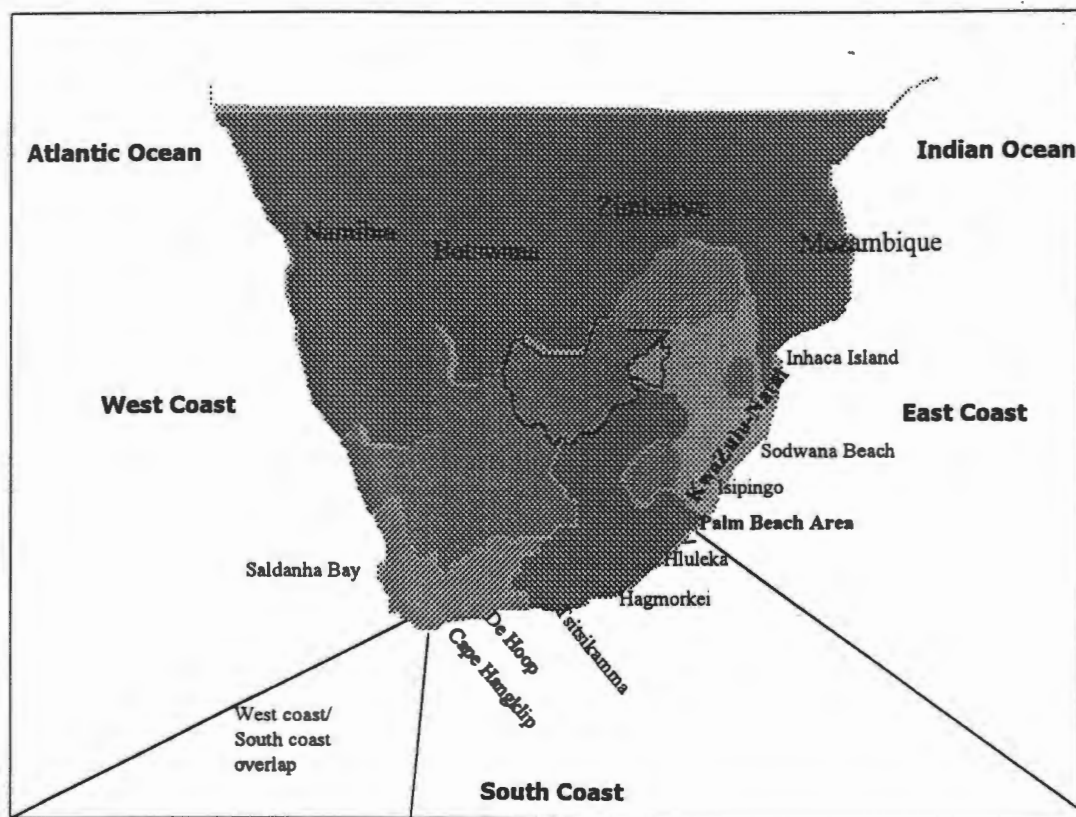 Atlantic Ocean
Indian Ocean
Zimbabwe
Namibia
Botswana
Mozambique
Inhaca Island
West Coast
East Coast
KwaZulu-Natal
Sodwana Beach
Isipingo
Palm Beach Area
Hluleka
Saldanha Bay
Hagmorkei
Tsitsikamma
De Hoop
Cape Hangklip
West coast/
South coast
overlap
South Coast